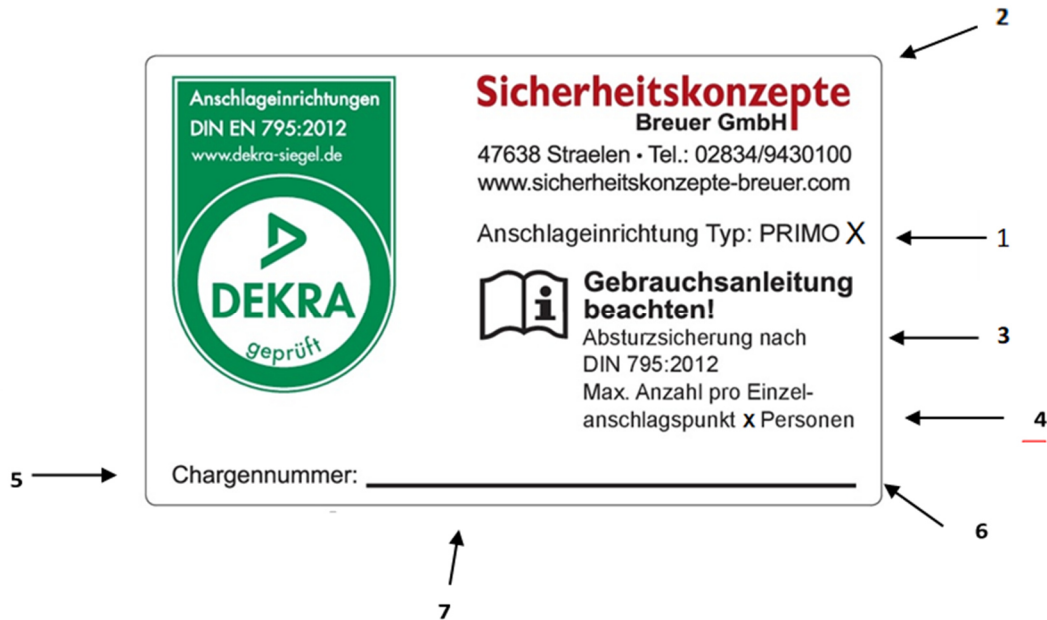 2
Anschlageinrichtungen
DIN EN 795:2012
www.dekra-siegel.de
DEKRA
geprüft
Sicherheitskonzepte
Breuer GmbH
47638 Straelen • Tel.: 02834/9430100
www.sicherheitskonzepte-breuer.com
Anschlageinrichtung Typ: PRIMO X
1
Gebrauchsanleitung
beachten!
Absturzsicherung nach
DIN 795:2012
Max. Anzahl pro Einzel-
anschlagspunkt x Personen
3
4
5
Chargennummer:
6
7